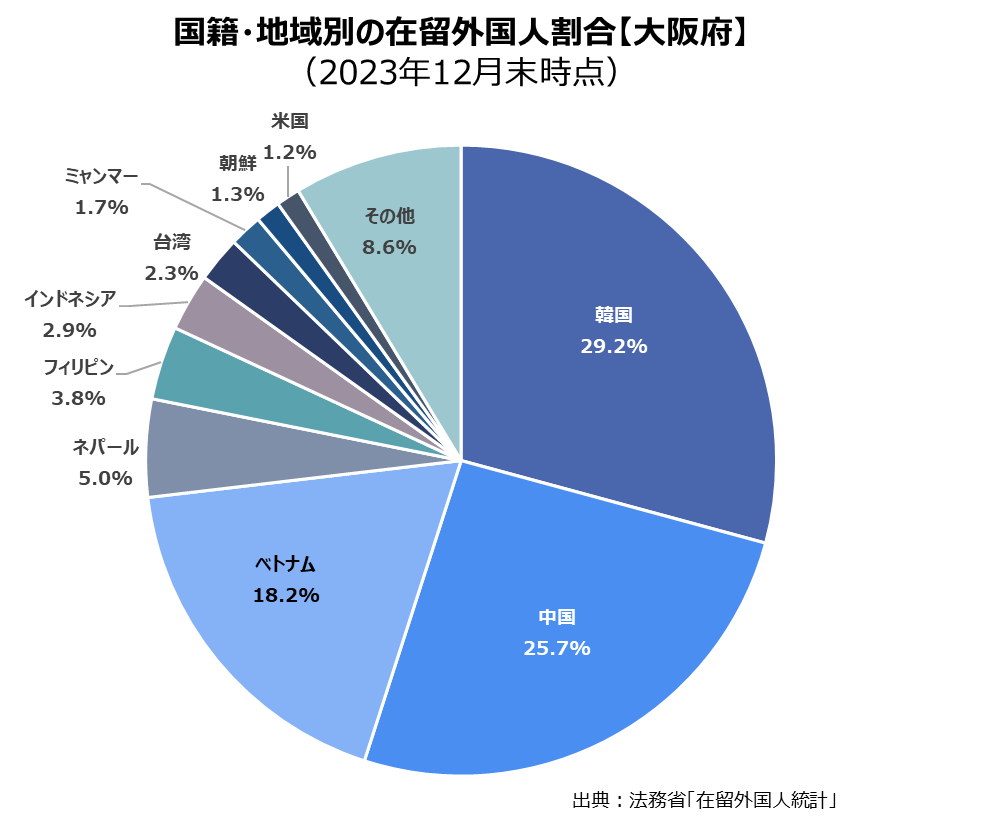 国籍・地域別の在留外国人割合【大阪府】
（2023年12月末時点）
米国
1.2%
朝鮮
1.3%
ミャンマー
1.7%
台湾
2.3%
インドネシア
2.9%
フィリピン
3.8%
ネパール
5.0%
その他
8.6%
韓国
29.2%
ベトナム
18.2%
中国
25.7%
出典：法務省「在留外国人統計」